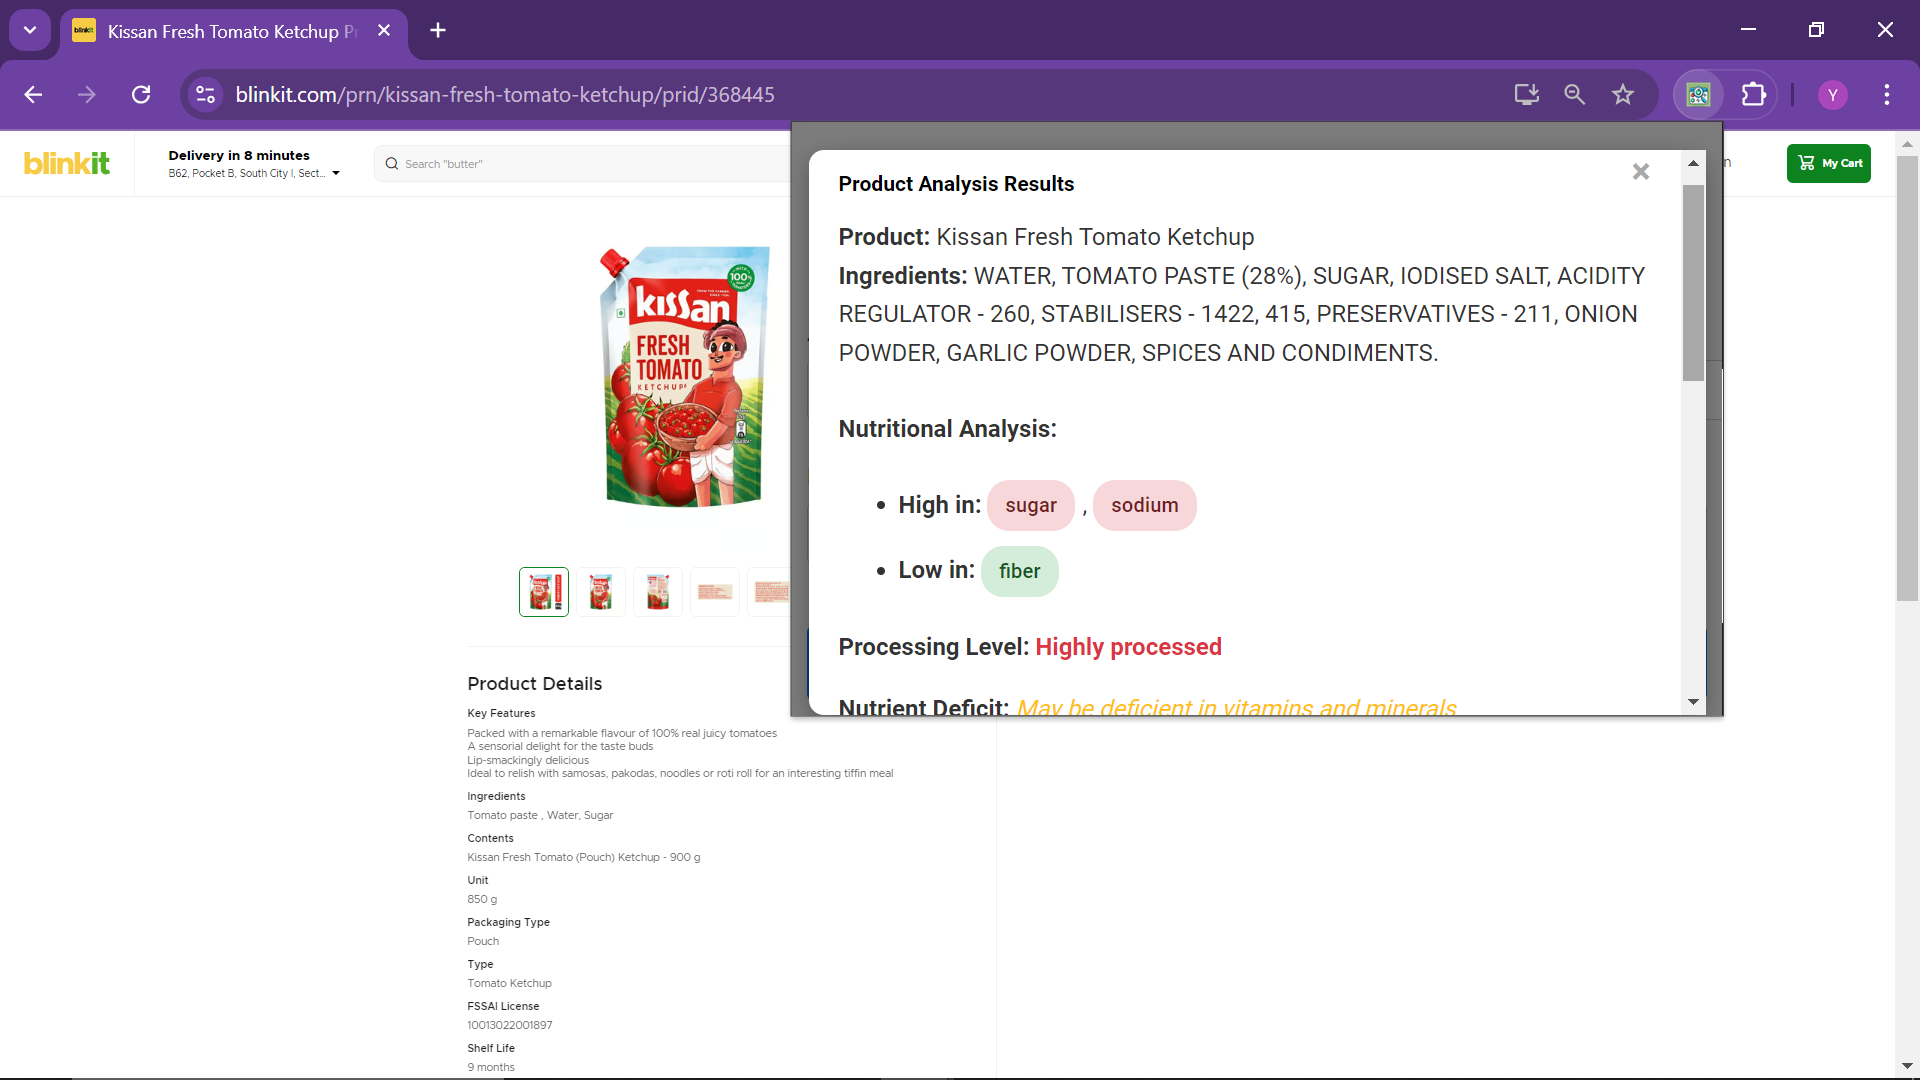 Kissan Fresh Tomato Ketchup Pr
blinkit.com/prn/kissan-fresh-tomato-ketchup/prid/368445
Y
blinkit
Delivery in 8 minutes
B62, Pocket B, South City I, Sect...
Search "butter"
My Cart
Product Analysis Results
Product: Kissan Fresh Tomato Ketchup
Ingredients: WATER, TOMATO PASTE (28%), SUGAR, IODISED SALT, ACIDITY
REGULATOR - 260, STABILISERS - 1422, 415, PRESERVATIVES - 211, ONION
POWDER, GARLIC POWDER, SPICES AND CONDIMENTS.
Nutritional Analysis:
High in: sugar , sodium
Low in: fiber
Processing Level: Highly processed
Nutrient Deficit: May be deficient in vitamins and minerals
100%
kissan
FRESH
TOMATO
KETCHUP
Product Details
Key Features
Packed with a remarkable flavour of 100% real juicy tomatoes
A sensorial delight for the taste buds
Lip-smackingly delicious
Ideal to relish with samosas, pakodas, noodles or roti roll for an interesting tiffin meal
Ingredients
Tomato paste , Water, Sugar
Contents
Kissan Fresh Tomato (Pouch) Ketchup - 900 g
Unit
850 g
Packaging Type
Pouch
Type
Tomato Ketchup
FSSAI License
10013022001897
Shelf Life
9 months